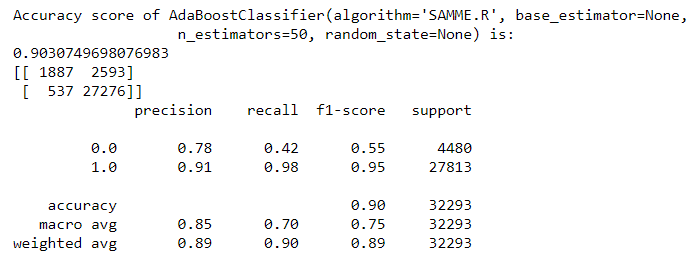 Accuracy score of AdaBoostClassifier(algorithm='SAMME.R', base_estimator=None,
n_estimators=50, random_state=None) is:
0.9030749698076983
[[ 1887 2593]
[ 537 27276]]
precision recall f1-score support
0.0 0.78 0.42 0.55 4480
1.0 0.91 0.98 0.95 27813
accuracy 0.90 32293
macro avg 0.85 0.70 0.75 32293
weighted avg 0.89 0.90 0.89 32293